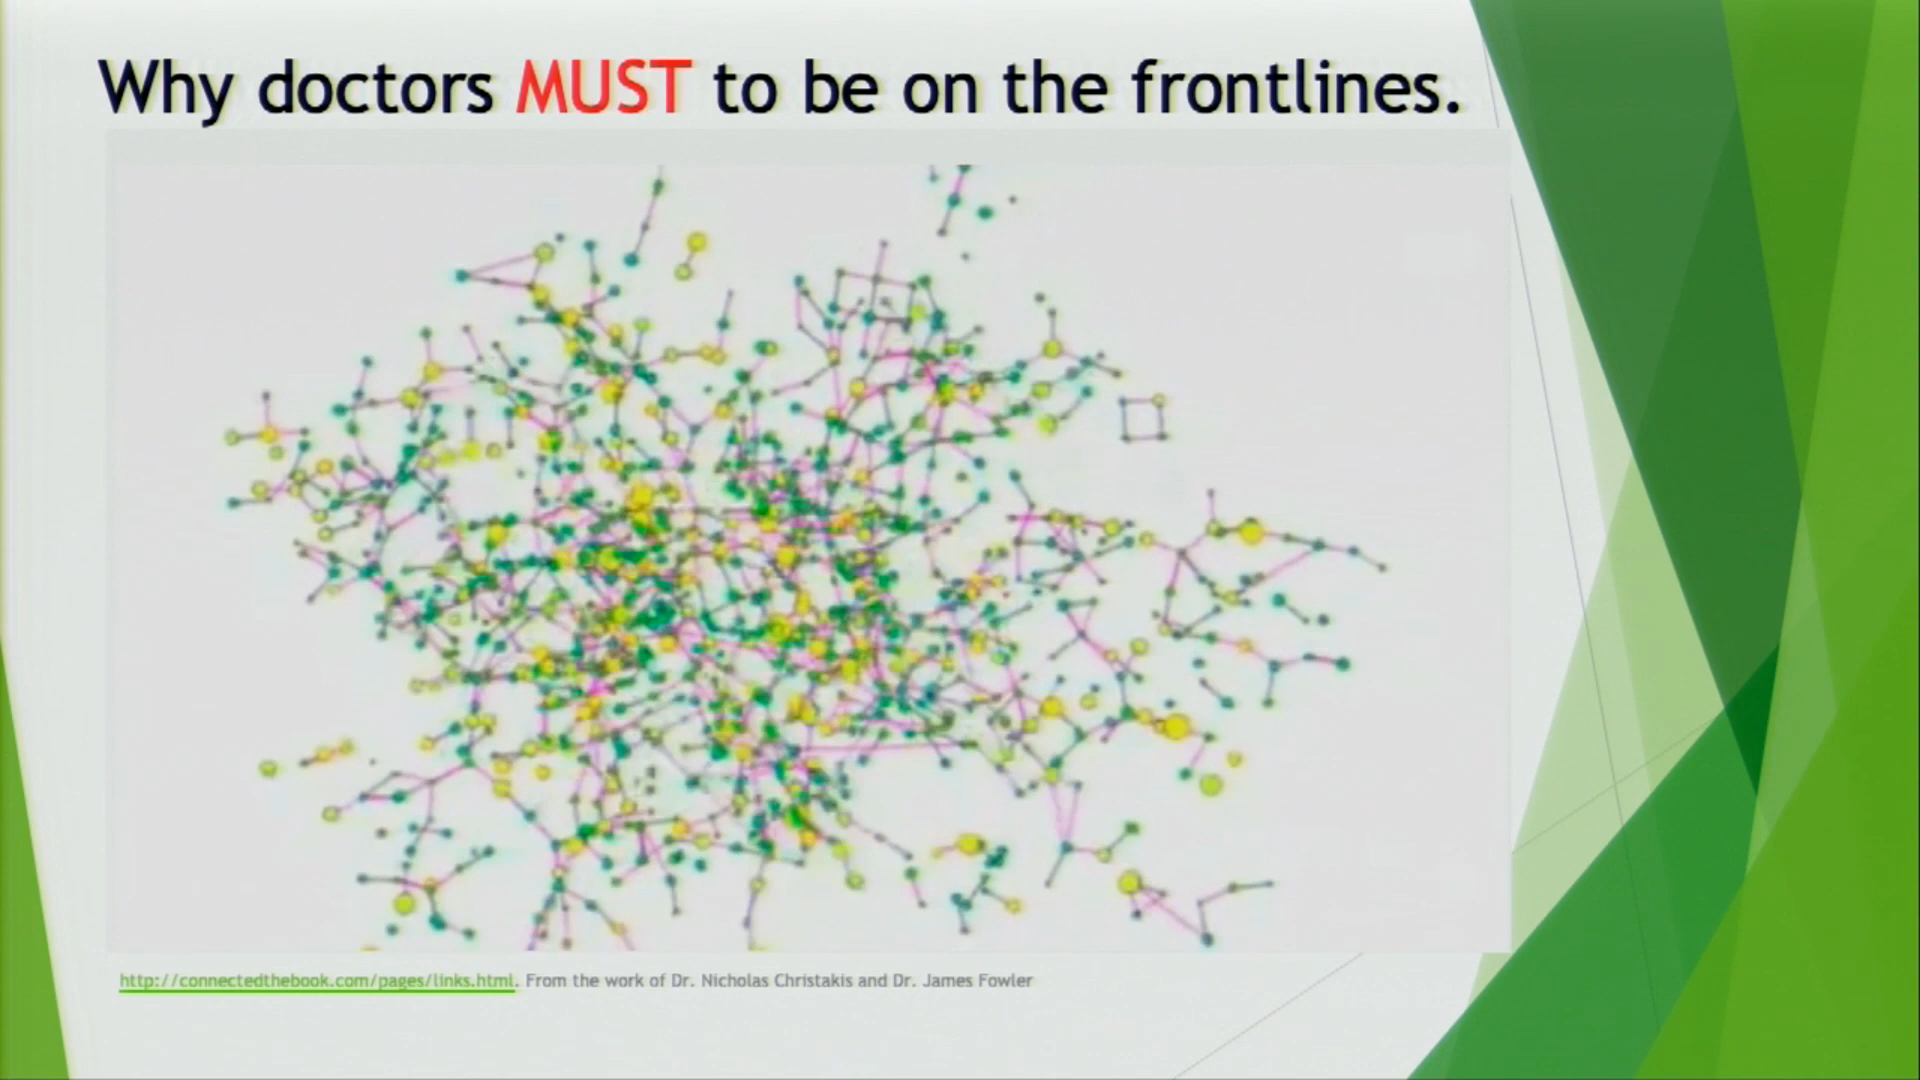 Why doctors MUST to be on the frontlines.
http://connectedthebook.com/pages/links.html. From the work of Dr. Nicholas Christakis and Dr. James Fowler